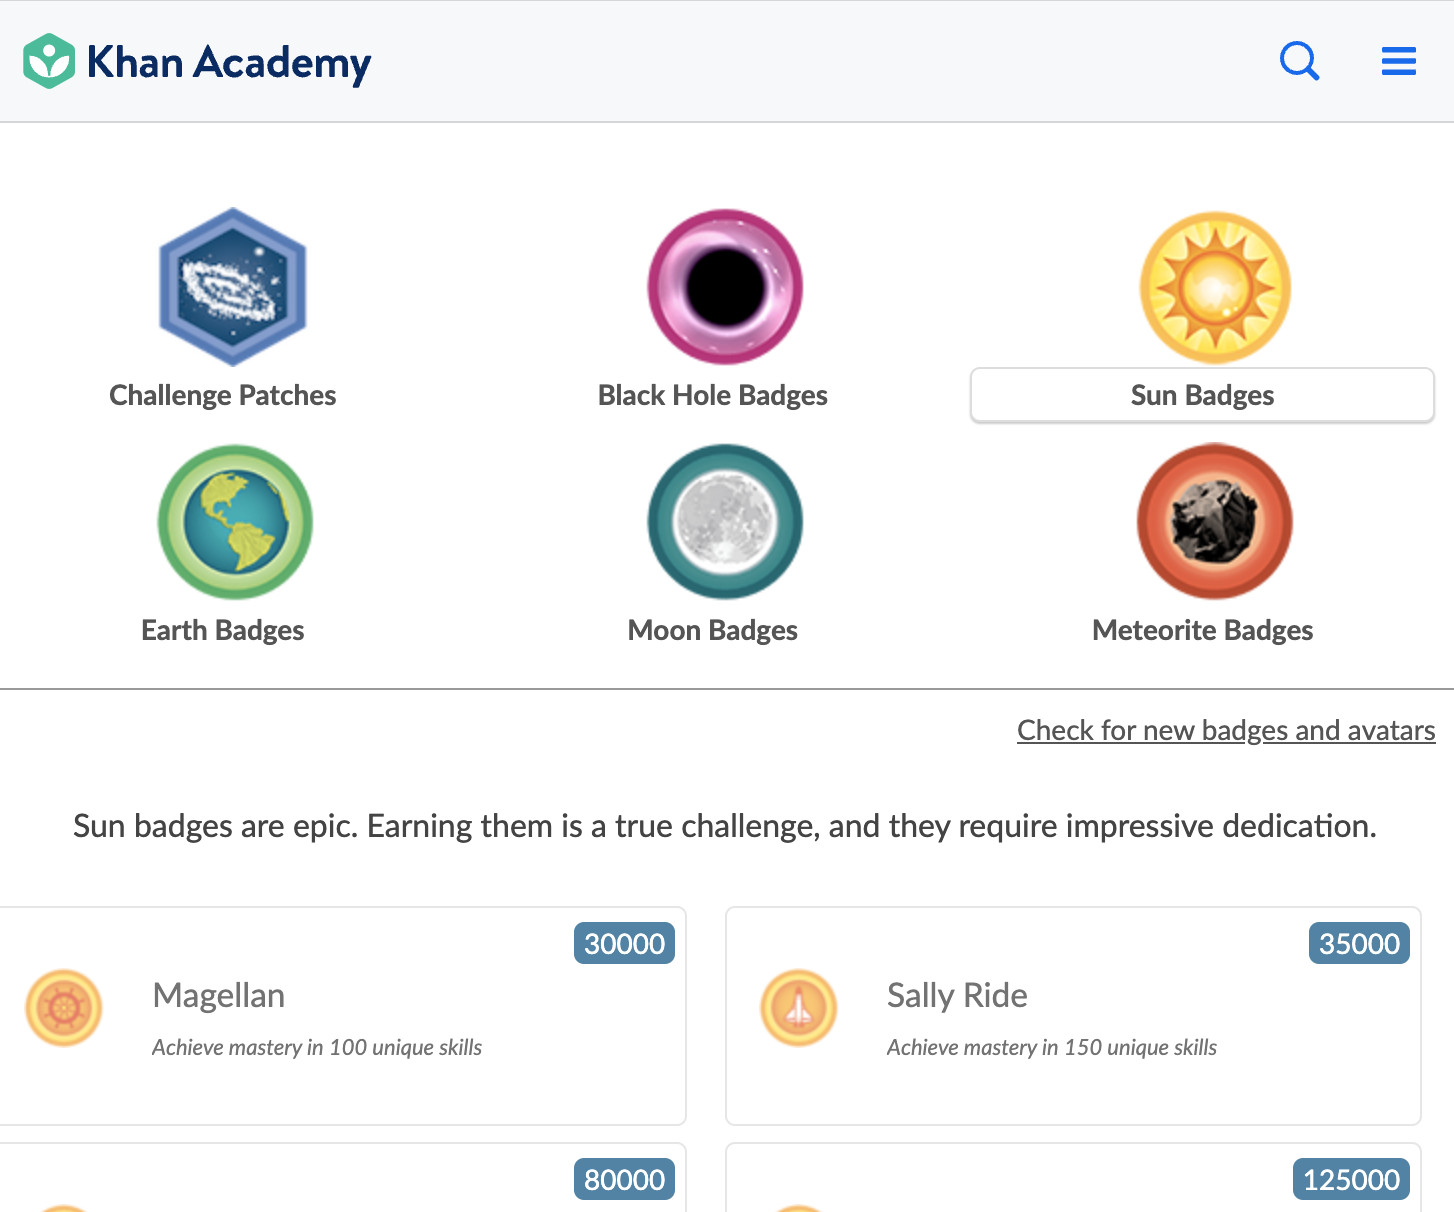 Khan Academy
Challenge Patches
Black Hole Badges
Sun Badges
Earth Badges
Moon Badges
Meteorite Badges
Check for new badges and avatars
Sun badges are epic. Earning them is a true challenge, and they require impressive dedication.
30000
Magellan
Achieve mastery in 100 unique skills
35000
Sally Ride
Achieve mastery in 150 unique skills
80000
125000